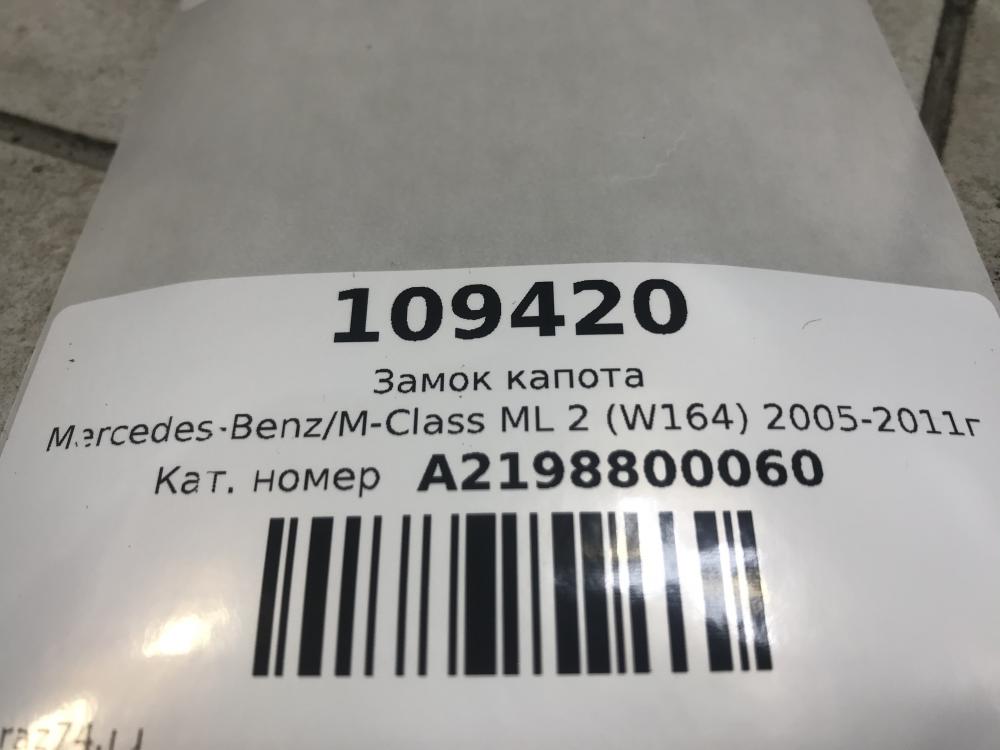 109420
Замок капота
Mercedes-Benz/M-Class ML 2 (W164) 2005-2011г
Кат. номер A2198800060